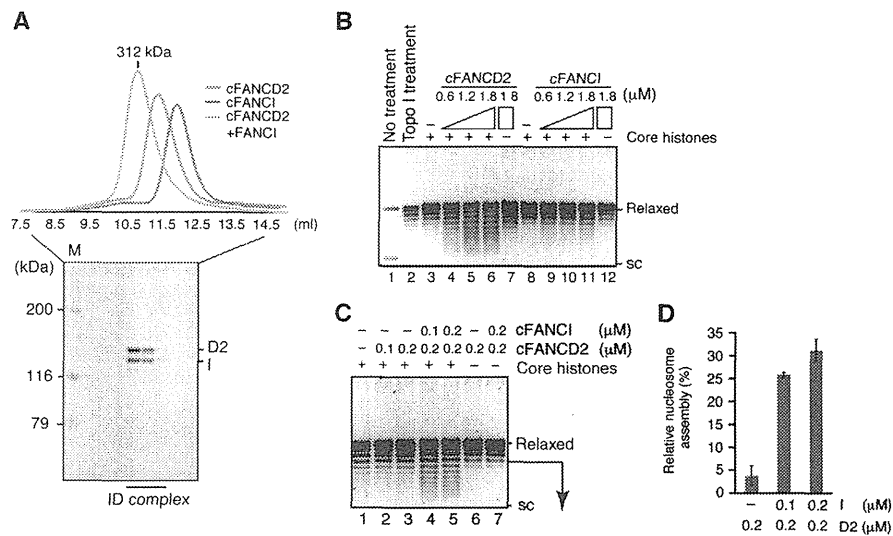 A
312 kDa
cFANCD2
cFANCI
cFANCD2
+FANCI
7.5 8.5 9.5 10.5 11.5 12.5 13.5 14.5 (ml)
M
(kDa)
200
116
79
D2
I
ID complex
B
No treatment
Topo I treatment
cFANCD2 cFANCI
0.6 1.2 1.8 1.8 0.6 1.2 1.8 1.8 (μM)
– –
+ + + + – + + + + – Core histones
Relaxed
sc
1 2 3 4 5 6 7 8 9 10 11 12
C
– – – 0.1 0.2 – 0.2 cFANCI (μM)
– 0.1 0.2 0.2 0.2 0.2 0.2 cFANCD2 (μM)
+ + + + + – – Core histones
Relaxed
sc
1 2 3 4 5 6 7
D
Relative nucleosome
assembly (%)
35
30
25
20
15
10
5
0
– 0.1 0.2 I (μM)
0.2 0.2 0.2 D2 (μM)